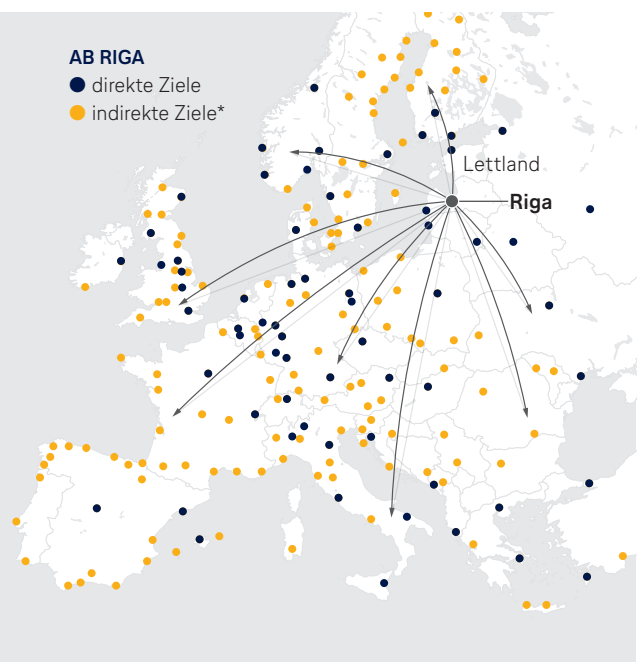 AB RIGA
direkte Ziele
indirekte Ziele*
Lettland
Riga